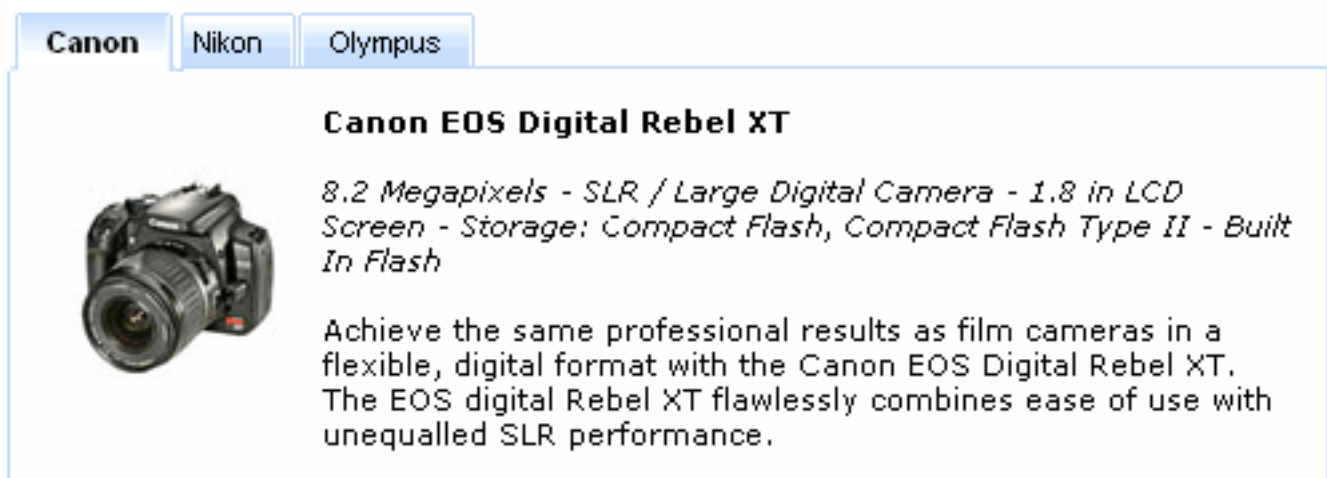 Canon Nikon Olympus
Canon EOS Digital Rebel XT
8.2 Megapixels - SLR / Large Digital Camera - 1.8 in LCD
Screen - Storage: Compact Flash, Compact Flash Type II - Built
In Flash
Achieve the same professional results as film cameras in a
flexible, digital format with the Canon EOS Digital Rebel XT.
The EOS digital Rebel XT flawlessly combines ease of use with
unequalled SLR performance.